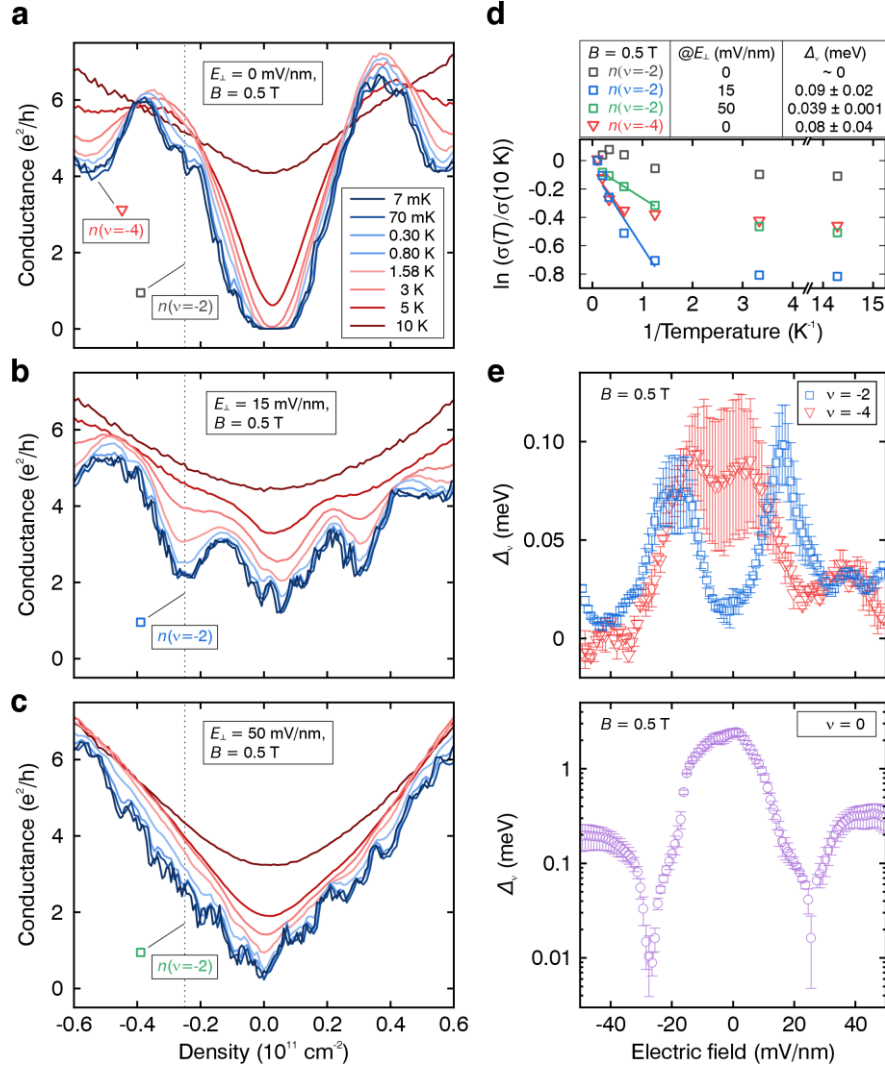 a
E⊥ = 0 mV/nm,
B = 0.5 T
Conductance (e²/h)
6
4
2
0
n(ν=-4)
n(ν=-2)
7 mK
70 mK
0.30 K
0.80 K
1.58 K
3 K
5 K
10 K
b
E⊥ = 15 mV/nm,
B = 0.5 T
Conductance (e²/h)
6
4
2
0
n(ν=-2)
c
E⊥ = 50 mV/nm,
B = 0.5 T
Conductance (e²/h)
6
4
2
0
n(ν=-2)
-0.6 -0.4 -0.2 0.0 0.2 0.4 0.6
Density (10¹¹ cm⁻²)
d
B = 0.5 T @E⊥ (mV/nm) Δν (meV)
n(ν=-2) 0 ~ 0
n(ν=-2) 15 0.09 ± 0.02
n(ν=-2) 50 0.039 ± 0.001
n(ν=-4) 0 0.08 ± 0.04
ln (σ(T)/σ(10 K))
0
-0.2
-0.4
-0.6
-0.8
0 1 2 3 4 14 15
1/Temperature (K⁻¹)
e
B = 0.5 T
ν = -2
ν = -4
Δν (meV)
0.10
0.05
0
B = 0.5 T
ν = 0
Δν (meV)
1
0.1
0.01
-40 -20 0 20 40
Electric field (mV/nm)